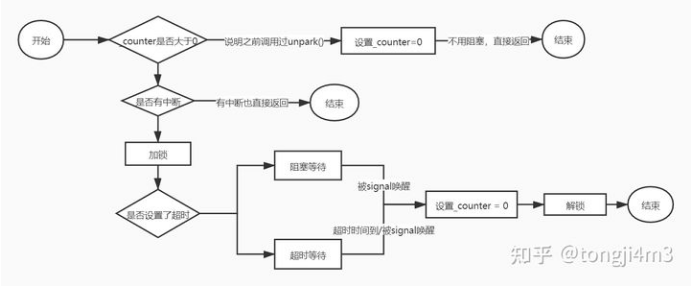 开始
_counter是否大于0
说明之前调用过unpark()
设置_counter=0
不用阻塞，直接返回
结束
是否有中断
有中断也直接返回
结束
加锁
是否设置了超时
阻塞等待
被signal唤醒
设置_counter = 0
解锁
结束
超时时间到/被signal唤醒
超时等待
知乎 @tongji4m3